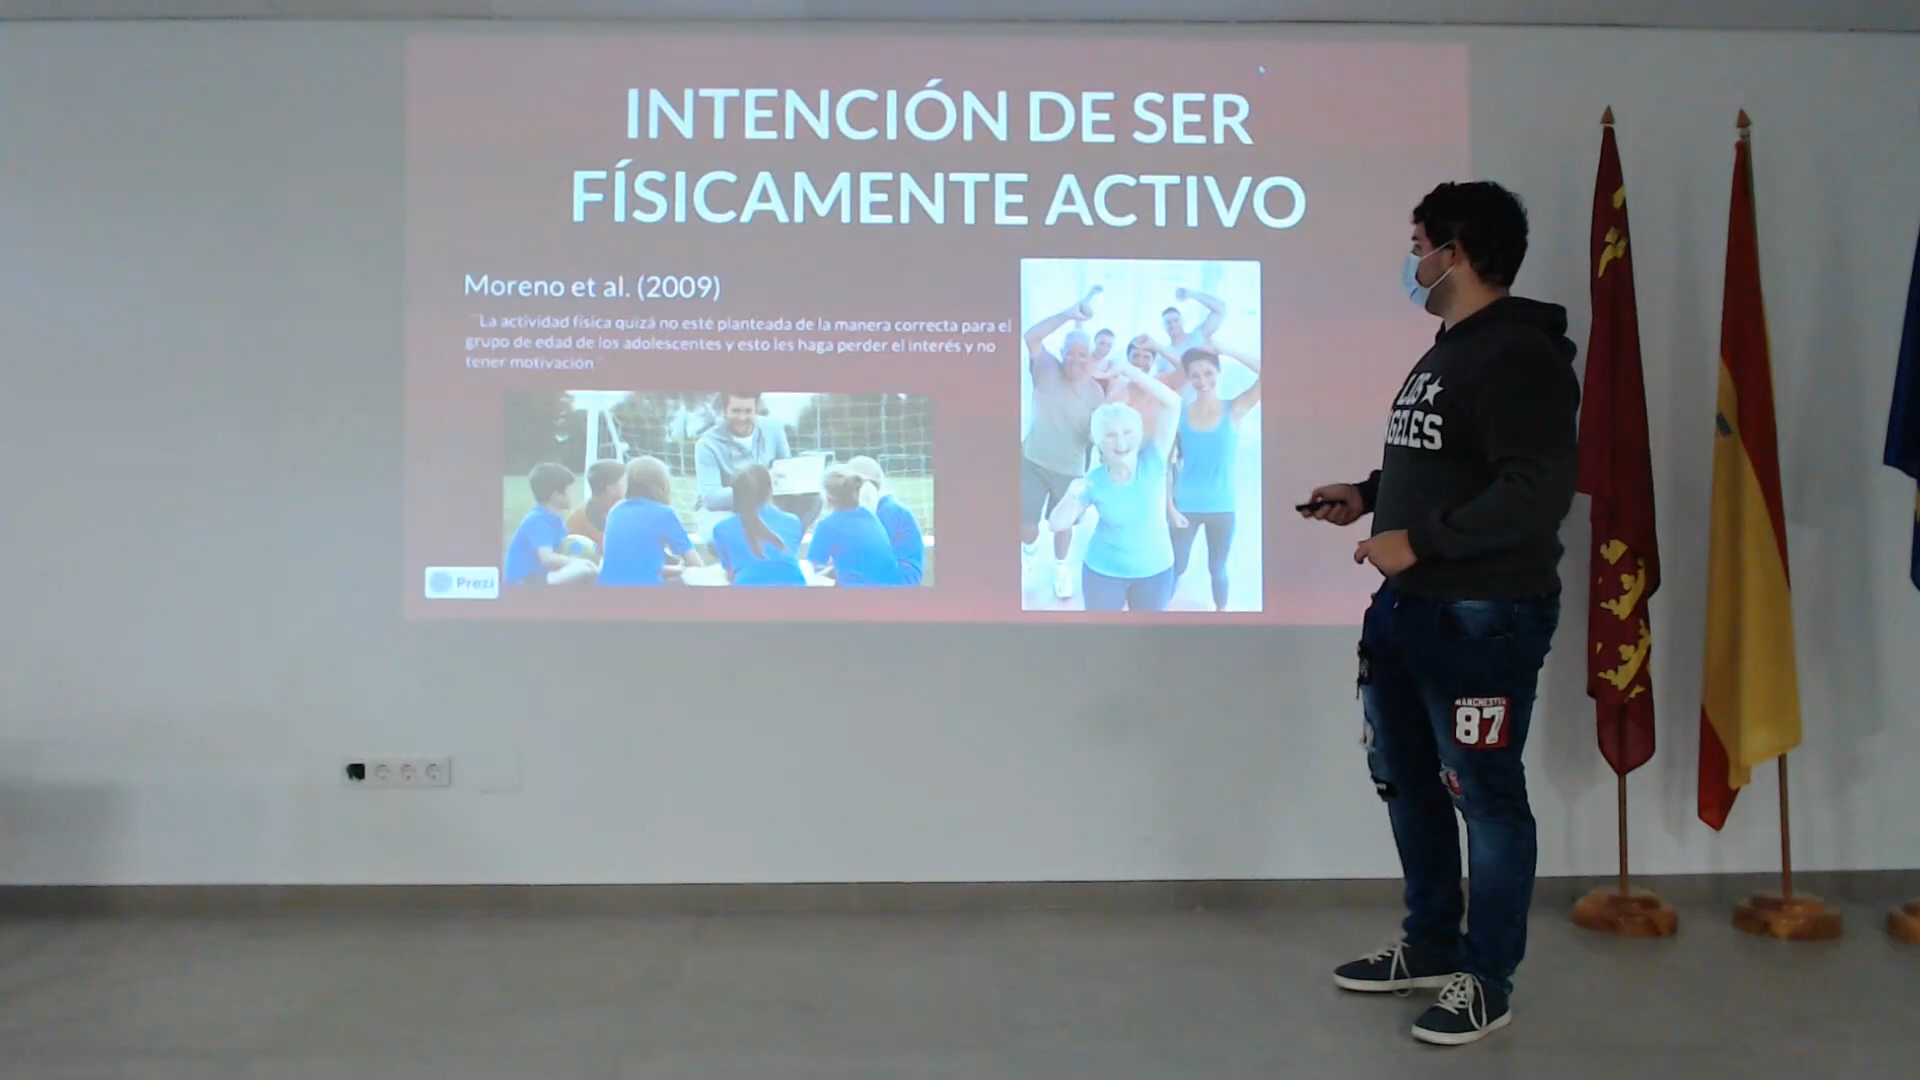 INTENCIÓN DE SER
FÍSICAMENTE ACTIVO
Moreno et al. (2009)
¨La actividad física quizá no esté planteada de la manera correcta para el
grupo de edad de los adolescentes y esto les haga perder el interés y no
tener motivación¨
Prezi
LOS
GELES
MANCHESTER
87